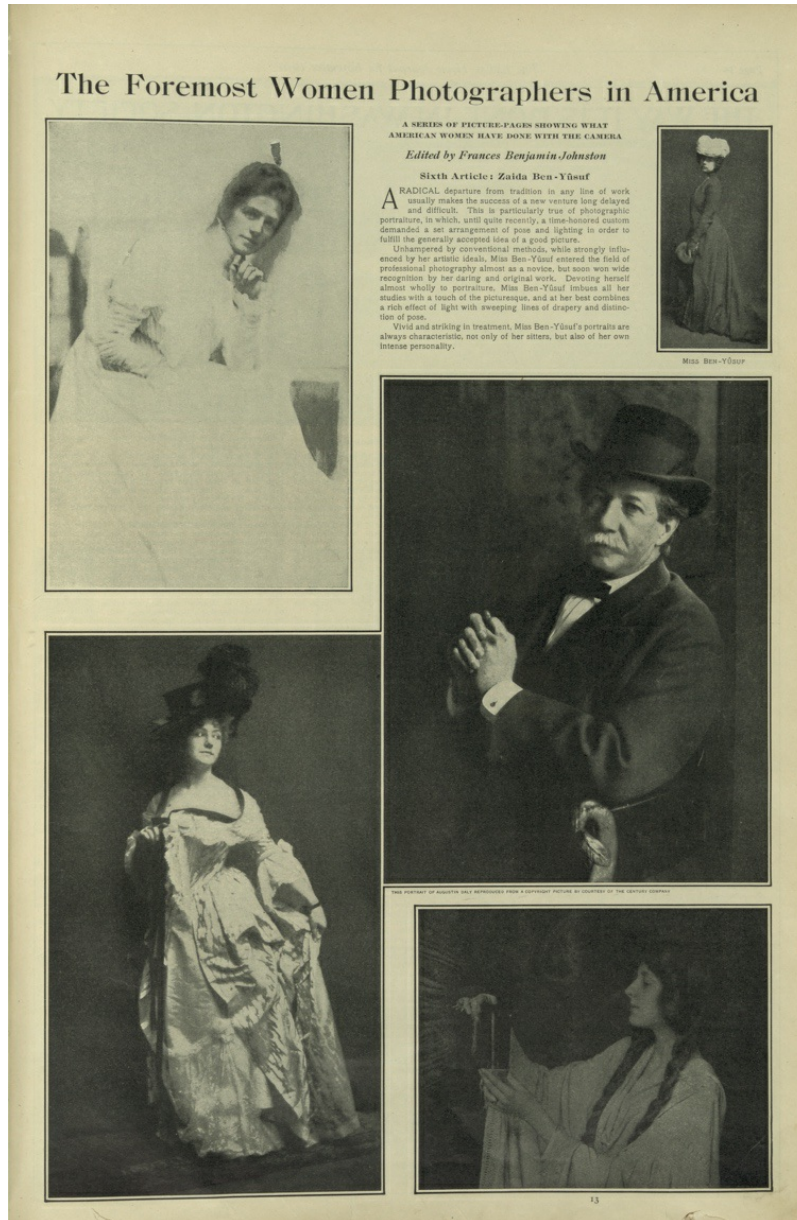 The Foremost Women Photographers in America
A SERIES OF PICTURE-PAGES SHOWING WHAT
AMERICAN WOMEN HAVE DONE WITH THE CAMERA
Edited by Frances Benjamin Johnston
Sixth Article: Zaida Ben-Yûsuf
A RADICAL departure from tradition in any line of work
usually makes the success of a new venture long delayed
and difficult. This is particularly true of photographic
portraiture, in which, until quite recently, a time-honored custom
demanded a set arrangement of pose and lighting in order to
fulfill the generally accepted idea of a good picture.
Unhampered by conventional methods, while strongly influ-
enced by her artistic ideals, Miss Ben-Yûsuf entered the field of
professional photography almost as a novice, but soon won wide
recognition by her daring and original work. Devoting herself
almost wholly to portraiture, Miss Ben-Yûsuf imbues all her
studies with a touch of the picturesque, and at her best combines
a rich effect of light with sweeping lines of drapery and distinc-
tion of pose.
Vivid and striking in treatment, Miss Ben-Yûsuf's portraits are
always characteristic, not only of her sitters, but also of her own
intense personality.
MISS BEN-YÛSUF
THIS PORTRAIT OF AUGUSTIN DALY REPRODUCED FROM A COPYRIGHT PICTURE BY COURTESY OF THE CENTURY COMPANY
13